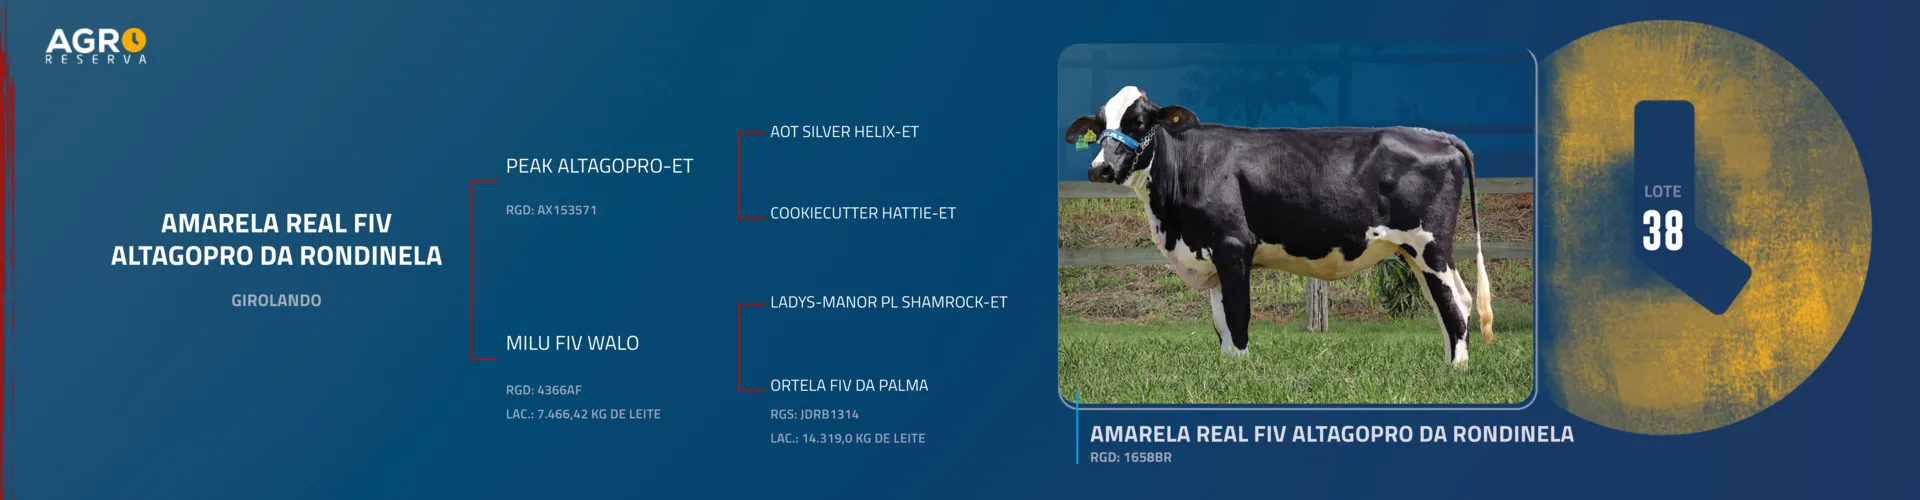 AGRO
RESERVA
AMARELA REAL FIV
ALTAGOPRO DA RONDINELA
GIROLANDO
PEAK ALTAGOPRO-ET
RGD: AX153571
MILU FIV WALO
RGD: 4366AF
LAC.: 7.466,42 KG DE LEITE
AOT SILVER HELIX-ET
COOKIECUTTER HATTIE-ET
LADYS-MANOR PL SHAMROCK-ET
ORTELA FIV DA PALMA
RGS: JDRB1314
LAC.: 14.319,0 KG DE LEITE
AMARELA REAL FIV ALTAGOPRO DA RONDINELA
RGD: 1658BR
LOTE
38